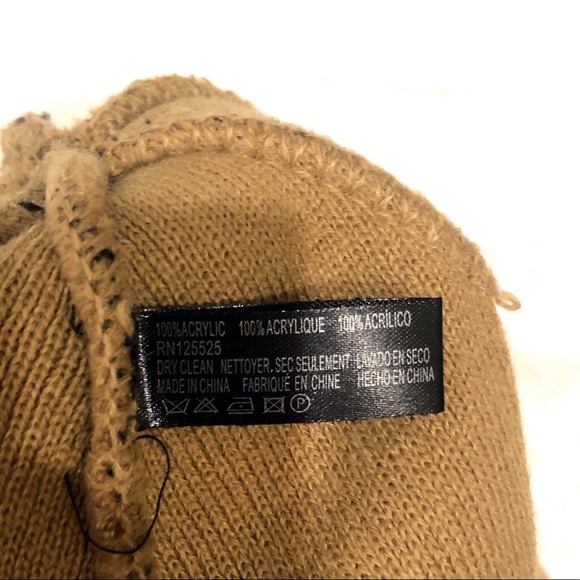 100%ACRYLIC 100%ACRYLIQUE 100%ACRÍLICO
RN125525
DRY CLEAN NETTOYER. SEC SEULEMENT LAVADO EN SECO
MADE IN CHINA FABRIQUÉ EN CHINE HECHO EN CHINA
P